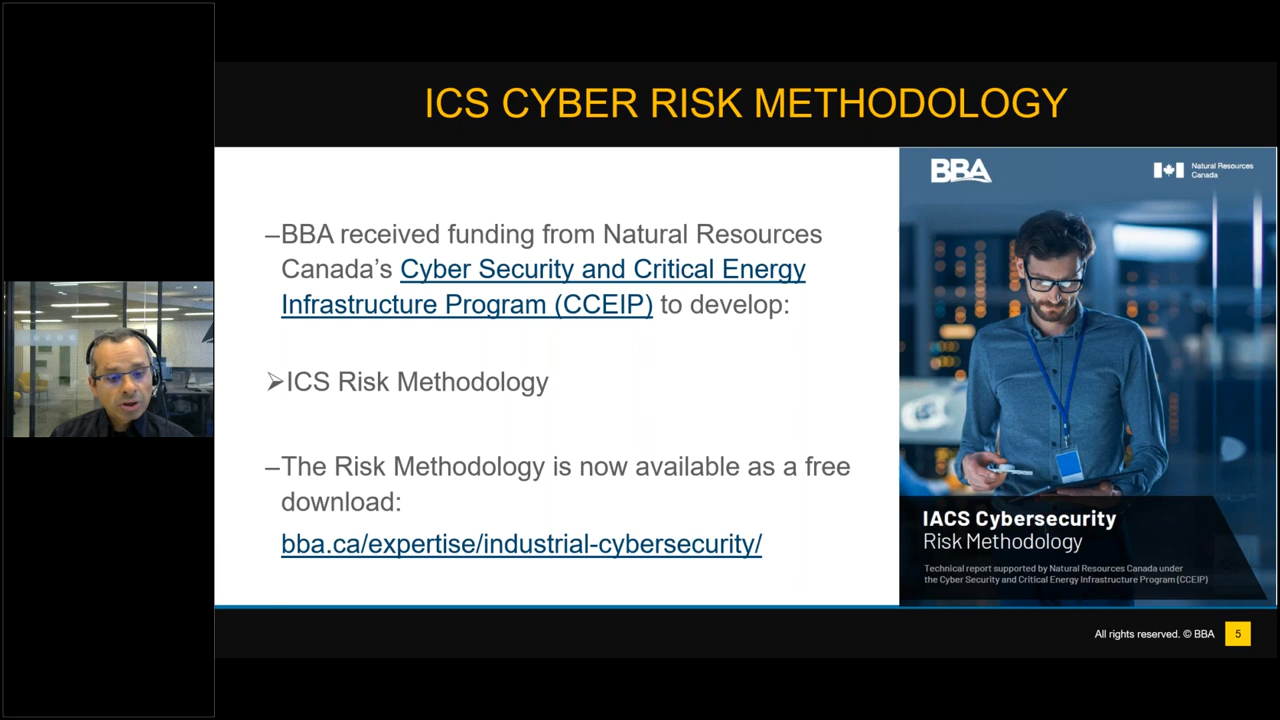 ICS CYBER RISK METHODOLOGY
–BBA received funding from Natural Resources
Canada’s Cyber Security and Critical Energy
Infrastructure Program (CCEIP) to develop:
➢ICS Risk Methodology
–The Risk Methodology is now available as a free
download:
bba.ca/expertise/industrial-cybersecurity/
BBA
Natural Resources
Canada
IACS Cybersecurity
Risk Methodology
Technical report supported by Natural Resources Canada under
the Cyber Security and Critical Energy Infrastructure Program (CCEIP)
All rights reserved. © BBA
5